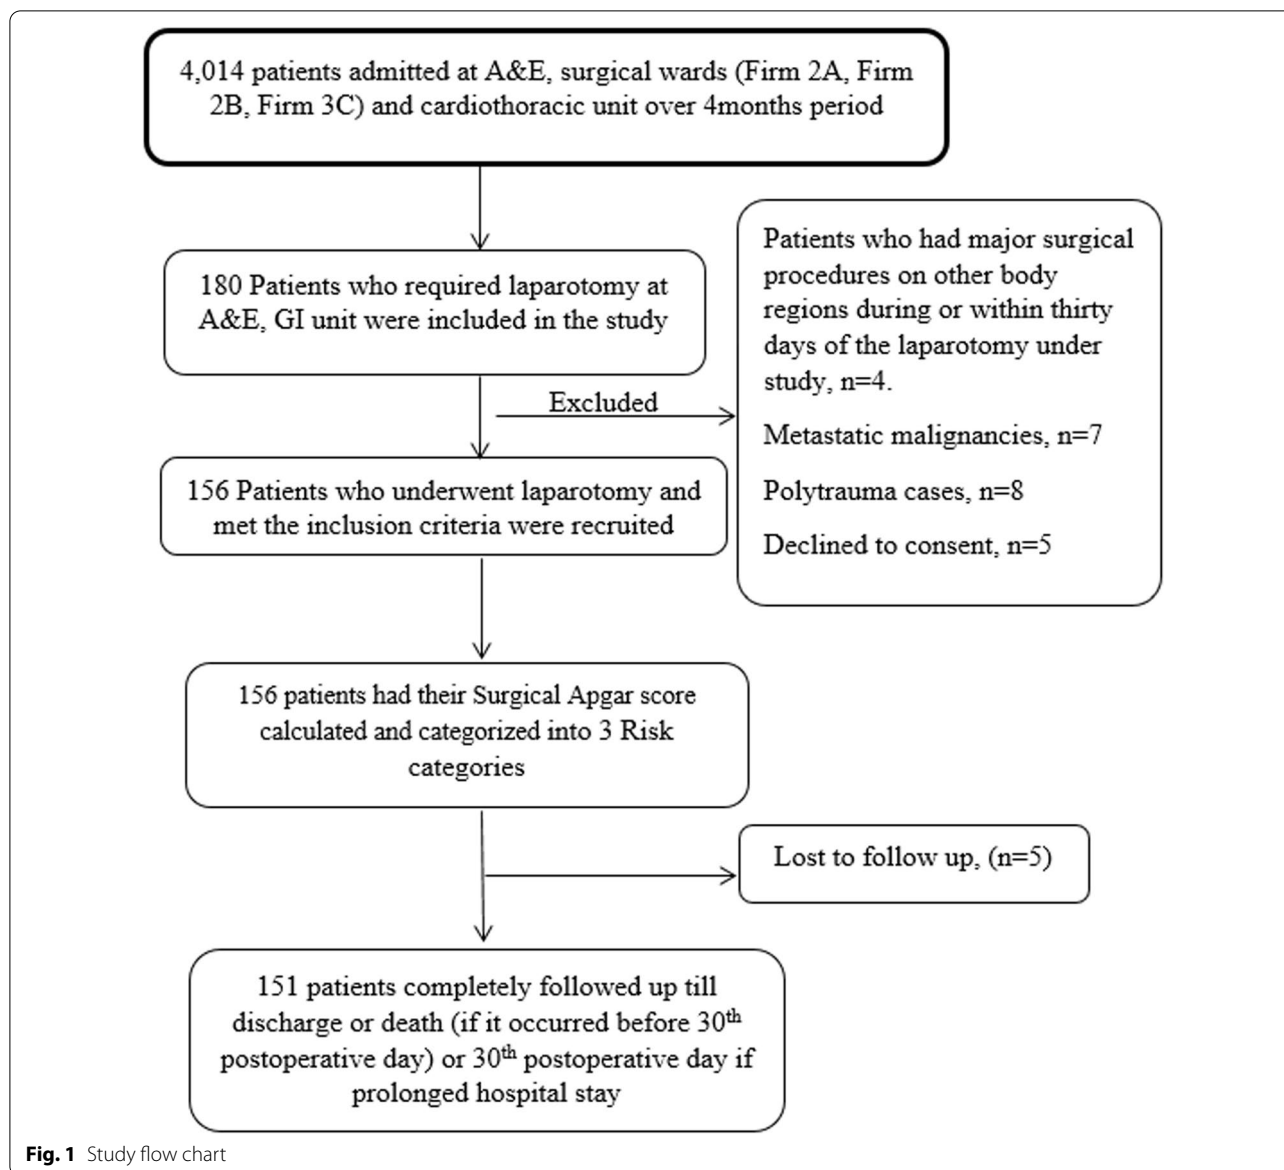 4,014 patients admitted at A&E, surgical wards (Firm 2A, Firm
2B, Firm 3C) and cardiothoracic unit over 4months period
180 Patients who required laparotomy at
A&E, GI unit were included in the study
Excluded
Patients who had major surgical
procedures on other body
regions during or within thirty
days of the laparotomy under
study, n=4.
Metastatic malignancies, n=7
Polytrauma cases, n=8
Declined to consent, n=5
156 Patients who underwent laparotomy and
met the inclusion criteria were recruited
156 patients had their Surgical Apgar score
calculated and categorized into 3 Risk
categories
Lost to follow up, (n=5)
151 patients completely followed up till
discharge or death (if it occurred before 30th
postoperative day) or 30th postoperative day if
prolonged hospital stay
Fig. 1 Study flow chart